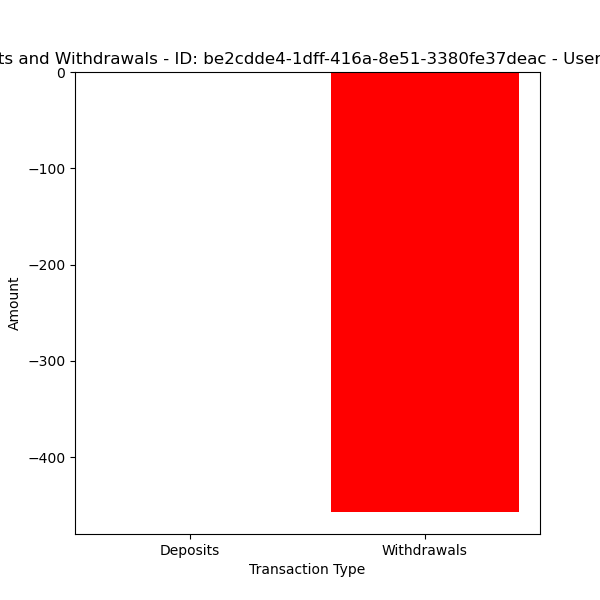 ts and Withdrawals - ID: be2cdde4-1dff-416a-8e51-3380fe37deac - User
0
−100
−200
−300
−400
Amount
Deposits Withdrawals
Transaction Type